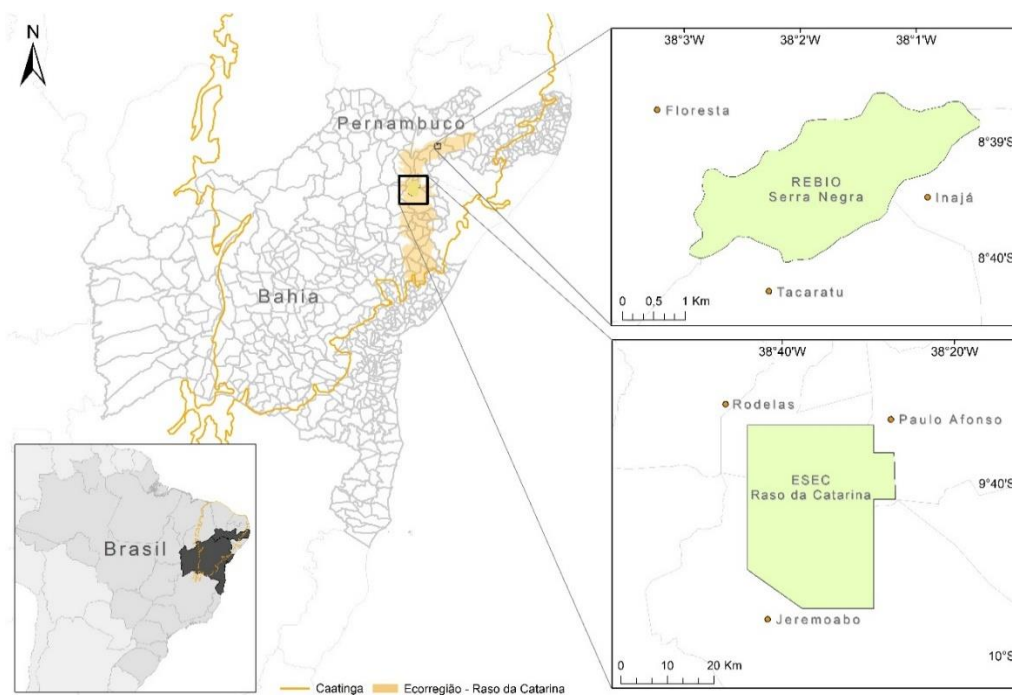 N
Pernambuco
Bahia
Brasil
Caatinga
Ecorregião - Raso da Catarina
38°3'W
38°2'W
38°1'W
Floresta
8°39'S
REBIO
Serra Negra
Inajá
8°40'S
Tacaratu
0 0,5 1 Km
38°40'W
38°20'W
Rodelas
Paulo Afonso
ESEC
Raso da Catarina
9°40'S
Jeremoabo
10°S
0 10 20 Km